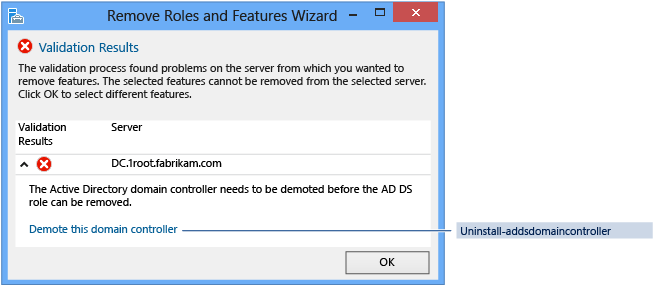 Remove Roles and Features Wizard
Validation Results
The validation process found problems on the server from which you wanted to
remove features. The selected features cannot be removed from the selected server.
Click OK to select different features.
Validation Results
Server
DC.1root.fabrikam.com
The Active Directory domain controller needs to be demoted before the AD DS
role can be removed.
Demote this domain controller
Uninstall-addsdomaincontroller
OK